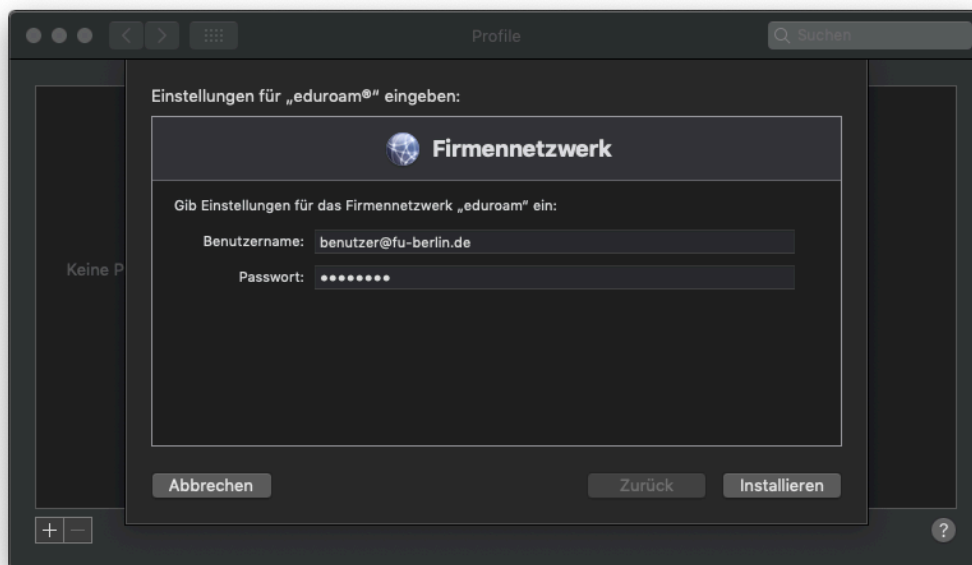 Profile
Suchen
Einstellungen für „eduroam®“ eingeben:
Firmennetzwerk
Gib Einstellungen für das Firmennetzwerk „eduroam“ ein:
Benutzername: benutzer@fu-berlin.de
Keine P
Passwort: ●●●●●●●●
Abbrechen
Zurück
Installieren
+ −
?